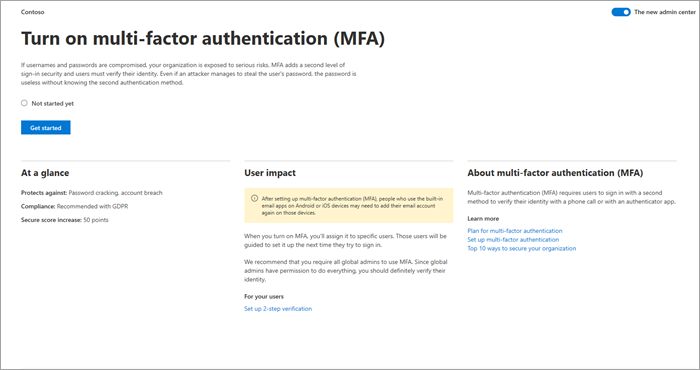 Contoso
The new admin center
Turn on multi-factor authentication (MFA)
If usernames and passwords are compromised, your organization is exposed to serious risks. MFA adds a second level of
sign-in security and users must verify their identity. Even if an attacker manages to steal the user's password, the password is
useless without knowing the second authentication method.
Not started yet
Get started
At a glance
Protects against: Password cracking, account breach
Compliance: Recommended with GDPR
Secure score increase: 50 points
User impact
After setting up multi-factor authentication (MFA), people who use the built-in
email apps on Android or iOS devices may need to add their email account
again on those devices.
When you turn on MFA, you'll assign it to specific users. Those users will be
guided to set it up the next time they try to sign in.
We recommend that you require all global admins to use MFA. Since global
admins have permission to do everything, you should definitely verify their
identity.
For your users
Set up 2-step verification
About multi-factor authentication (MFA)
Multi-factor authentication (MFA) requires users to sign in with a second
method to verify their identity with a phone call or with an authenticator app.
Learn more
Plan for multi-factor authentication
Set up multi-factor authentication
Top 10 ways to secure your organization